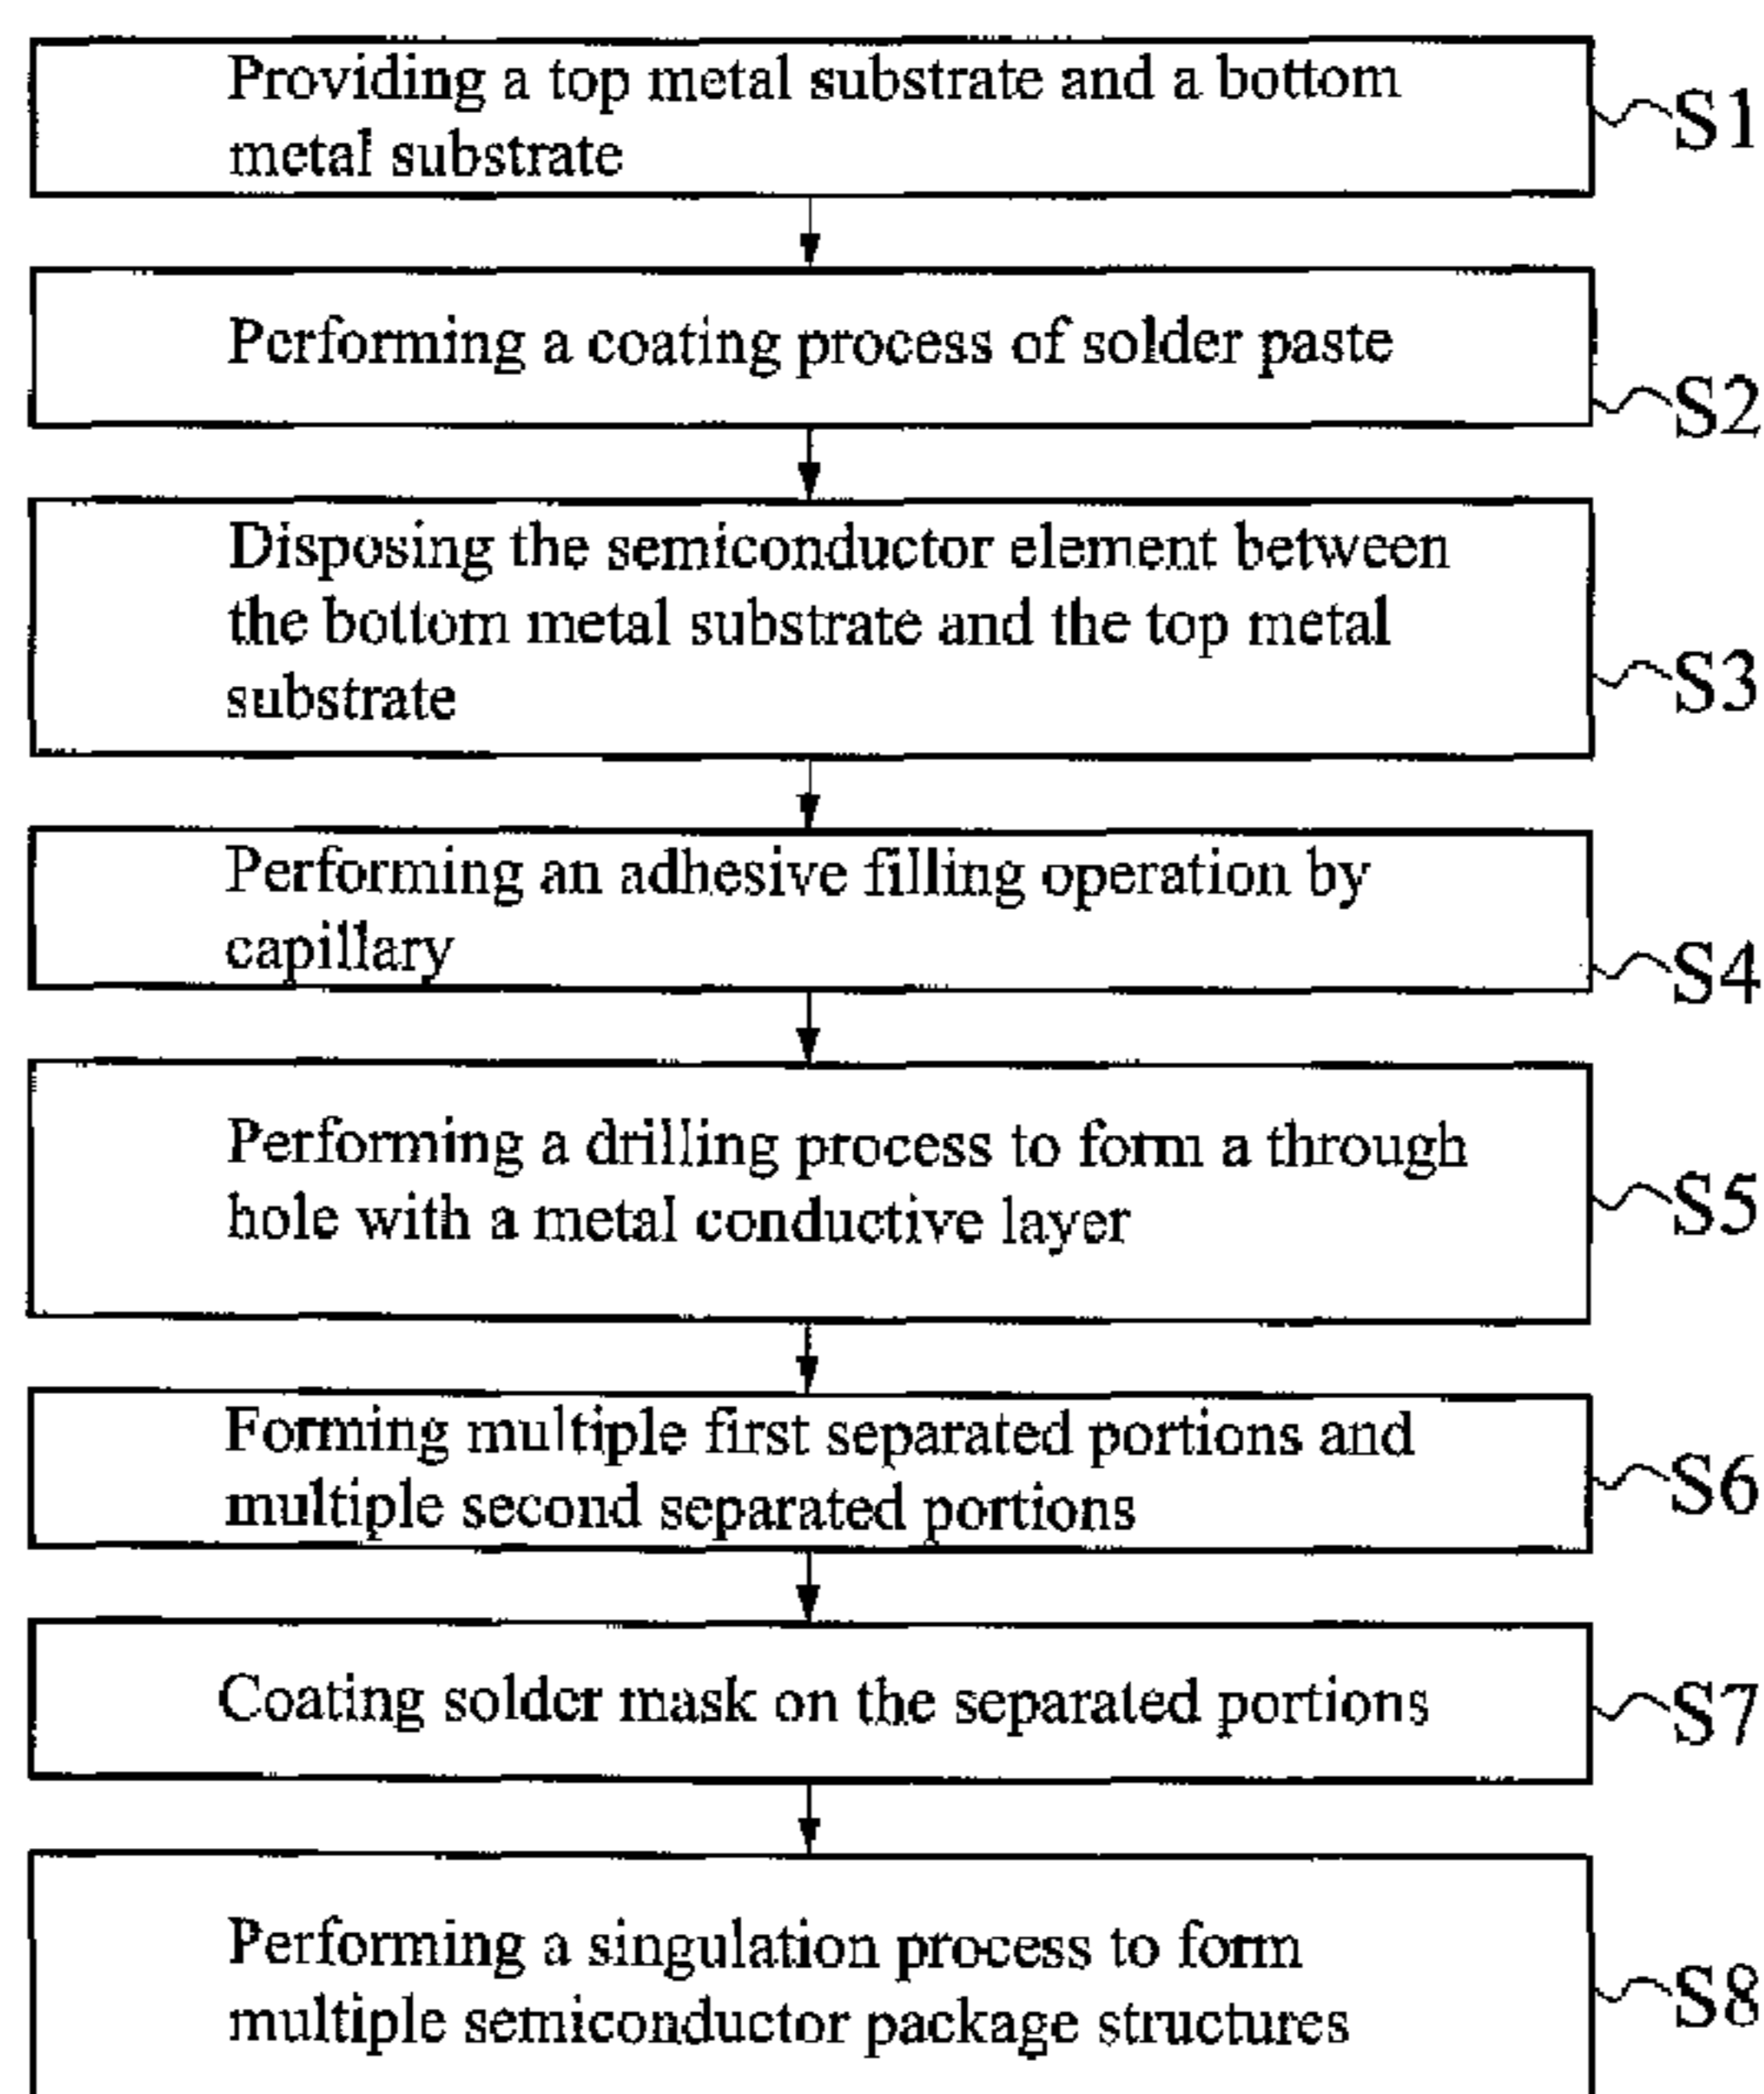 Providing a top metal substrate and a bottom
metal substrate
S1
Performing a coating process of solder paste
S2
Disposing the semiconductor element between
the bottom metal substrate and the top metal
substrate
S3
Performing an adhesive filling operation by
capillary
S4
Performing a drilling process to form a through
hole with a metal conductive layer
S5
Forming multiple first separated portions and
multiple second separated portions
S6
Coating solder mask on the separated portions
S7
Performing a singulation process to form
multiple semiconductor package structures
S8